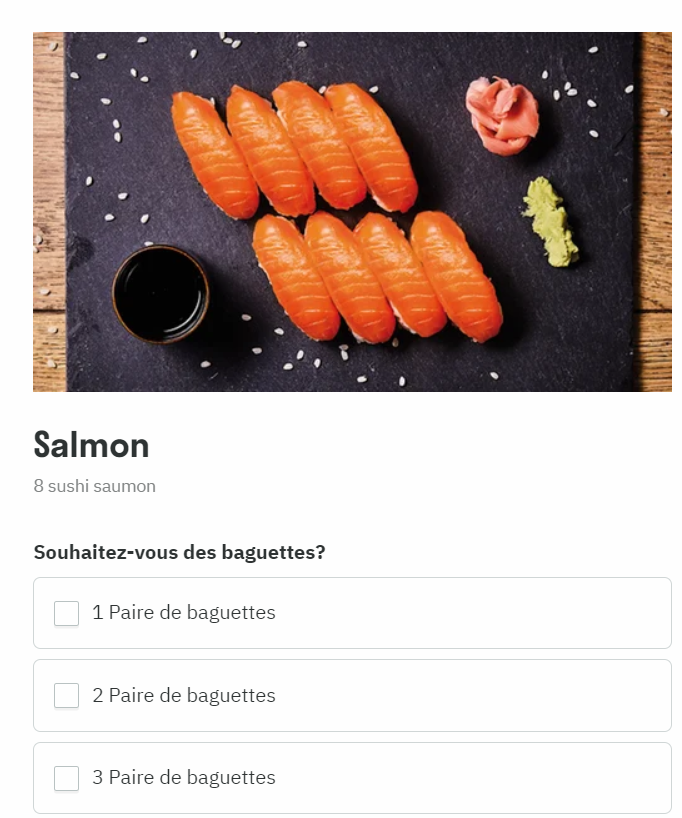 Salmon
8 sushi saumon
Souhaitez-vous des baguettes?
1 Paire de baguettes
2 Paire de baguettes
3 Paire de baguettes